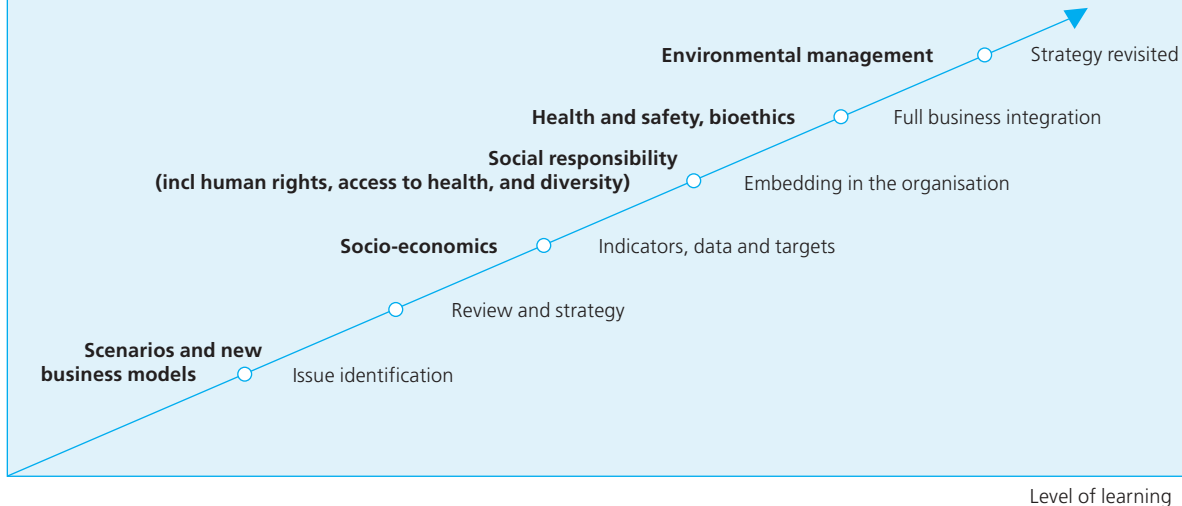 Environmental management
Strategy revisited
Health and safety, bioethics
Full business integration
Social responsibility
(incl human rights, access to health, and diversity)
Embedding in the organisation
Socio-economics
Indicators, data and targets
Review and strategy
Scenarios and new
business models
Issue identification
Level of learning